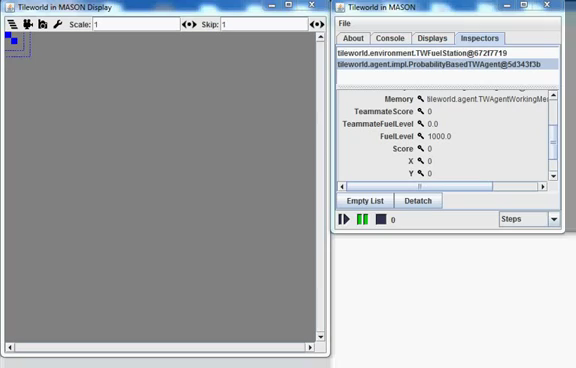 Tileworld in MASON Display
Scale: 1
Skip: 1
Tileworld in MASON
File
About
Console
Displays
Inspectors
tileworld.environment.TWFuelStation@672f7719
tileworld.agent.impl.ProbabilityBasedTWAgent@5d343f3b
Memory tileworld.agent.TWAgentWorkingMe
TeammateScore 0
TeammateFuelLevel 0.0
FuelLevel 1000.0
Score 0
X 0
Y 0
Empty List
Detatch
0
Steps